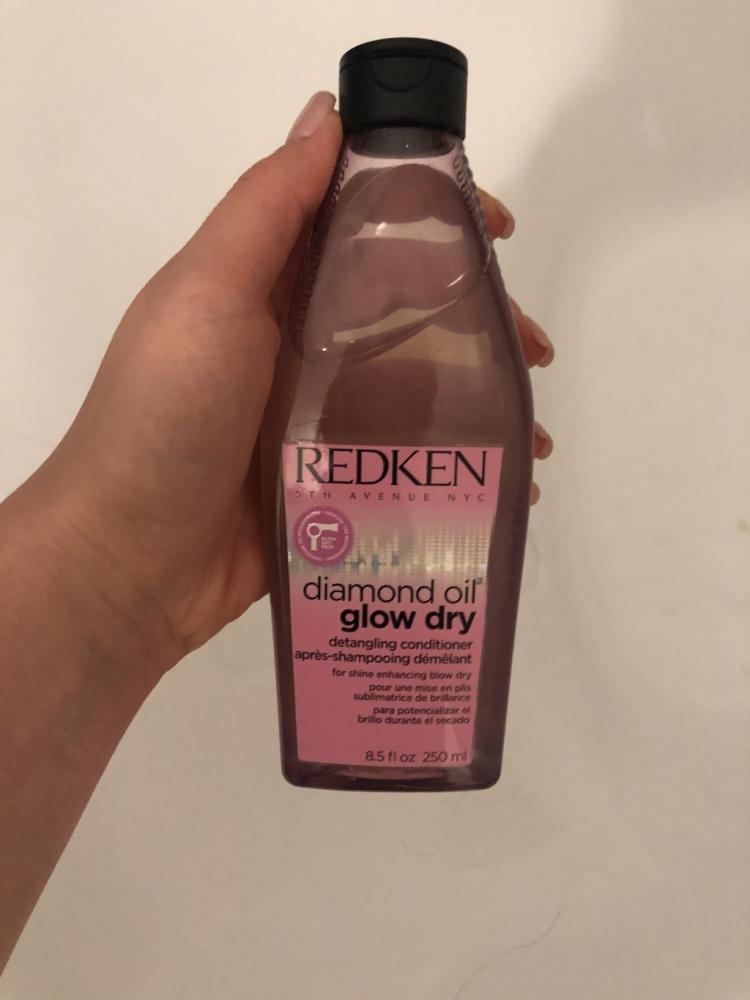 REDKEN
5TH AVENUE NYC
diamond oil
glow dry
detangling conditioner
après-shampooing démêlant
for shine enhancing blow dry
pour une mise en plis
sublimatrice de brillance
para potencializar el
brillo durante el secado
8.5 fl oz 250 ml